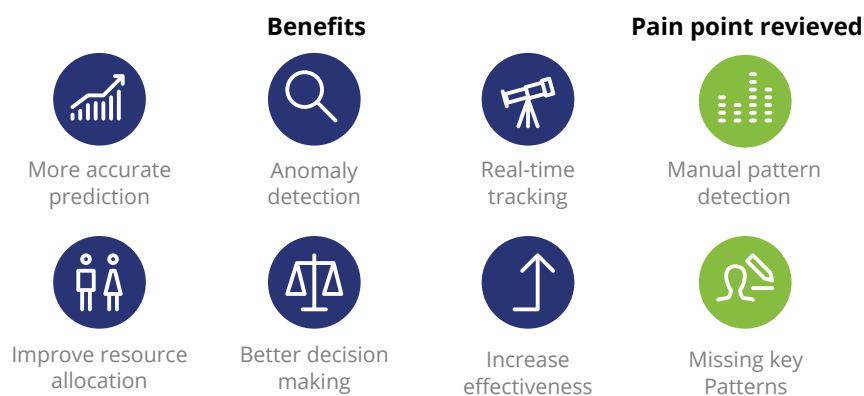 Benefits
Pain point revieved
More accurate
prediction
Anomaly
detection
Real-time
tracking
Manual pattern
detection
Improve resource
allocation
Better decision
making
Increase
effectiveness
Missing key
Patterns